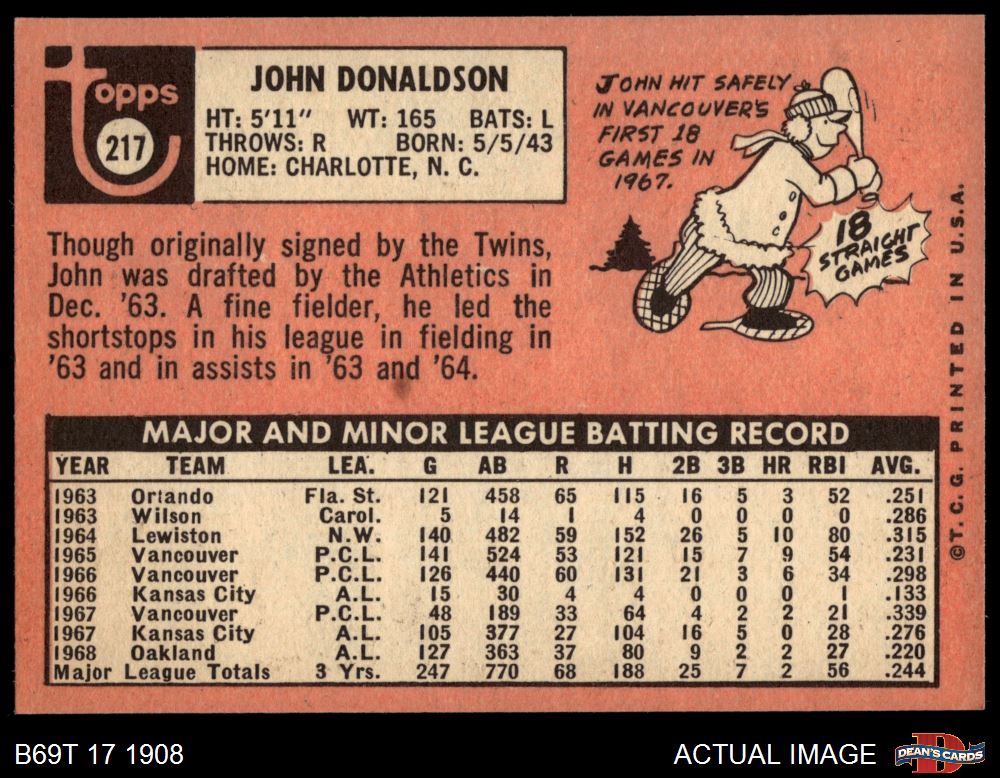 topps
217
JOHN DONALDSON
HT: 5'11" WT: 165 BATS: L
THROWS: R BORN: 5/5/43
HOME: CHARLOTTE, N. C.
JOHN HIT SAFELY
IN VANCOUVER'S
FIRST 18
GAMES IN
1967.
18
STRAIGHT
GAMES
Though originally signed by the Twins,
John was drafted by the Athletics in
Dec. '63. A fine fielder, he led the
shortstops in his league in fielding in
'63 and in assists in '63 and '64.
MAJOR AND MINOR LEAGUE BATTING RECORD
YEAR TEAM LEA. G AB R H 2B 3B HR RBI AVG.
1963 Orlando Fla. St. 121 458 65 115 16 5 3 52 .251
1963 Wilson Carol. 5 14 1 4 0 0 0 0 .286
1964 Lewiston N.W. 140 482 59 152 26 5 10 80 .315
1965 Vancouver P.C.L. 141 524 53 121 15 7 9 54 .231
1966 Vancouver P.C.L. 126 440 60 131 21 3 6 34 .298
1966 Kansas City A.L. 15 30 4 4 0 0 0 1 .133
1967 Vancouver P.C.L. 48 189 33 64 4 2 2 21 .339
1967 Kansas City A.L. 105 377 27 104 16 5 0 28 .276
1968 Oakland A.L. 127 363 37 80 9 2 2 27 .220
Major League Totals 3 Yrs. 247 770 68 188 25 7 2 56 .244
©T. C. G. PRINTED IN U.S.A.
B69T 17 1908
ACTUAL IMAGE
D
DEAN'S CARDS